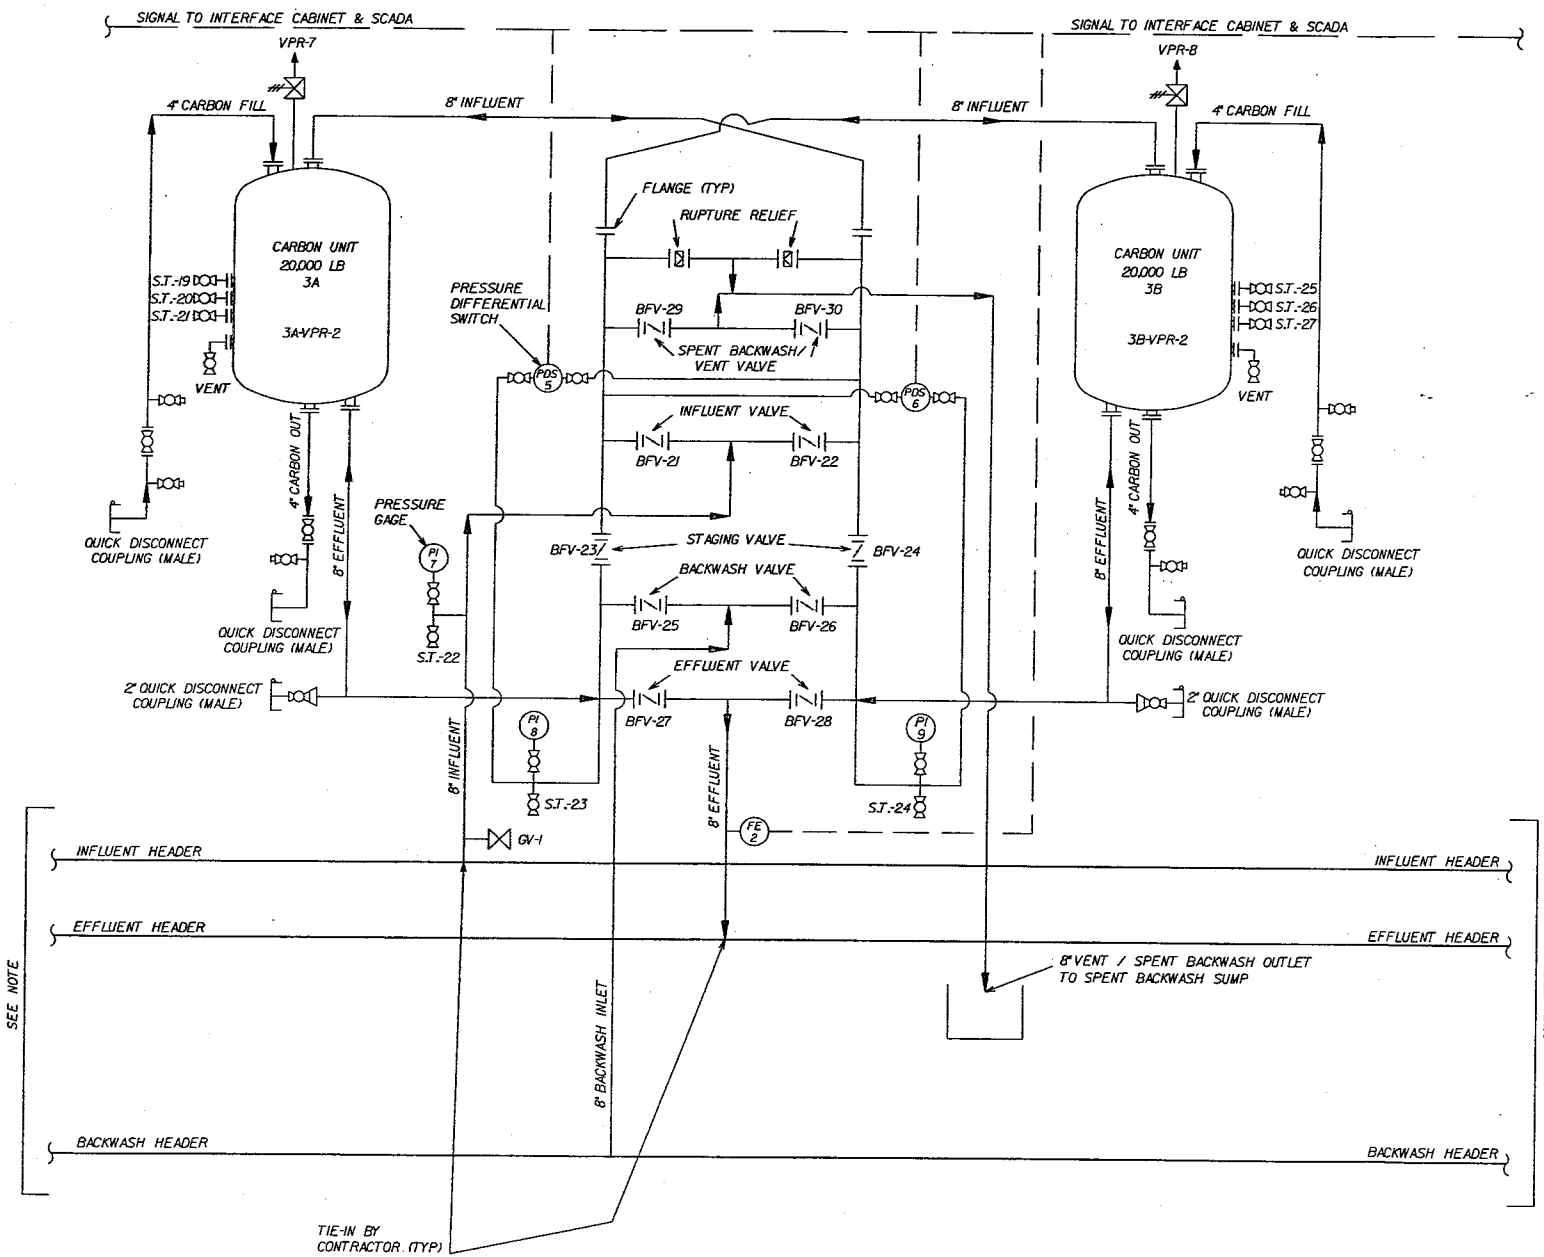 SIGNAL TO INTERFACE CABINET & SCADA
SIGNAL TO INTERFACE CABINET & SCADA
VPR-7
VPR-8
4" CARBON FILL
8" INFLUENT
8" INFLUENT
4" CARBON FILL
FLANGE (TYP)
RUPTURE RELIEF
CARBON UNIT
20,000 LB
3A
3A-VPR-2
CARBON UNIT
20,000 LB
3B
3B-VPR-2
S.T.-19
S.T.-20
S.T.-21
VENT
S.T.-25
S.T.-26
S.T.-27
VENT
PRESSURE
DIFFERENTIAL
SWITCH
BFV-29
BFV-30
SPENT BACKWASH/
VENT VALVE
PDS
5
PDS
6
INFLUENT VALVE
BFV-21
BFV-22
4" CARBON OUT
8" EFFLUENT
8" EFFLUENT
4" CARBON OUT
PRESSURE
GAGE
PI
7
S.T.-22
QUICK DISCONNECT
COUPLING (MALE)
QUICK DISCONNECT
COUPLING (MALE)
QUICK DISCONNECT
COUPLING (MALE)
QUICK DISCONNECT
COUPLING (MALE)
BFV-23
STAGING VALVE
BFV-24
BACKWASH VALVE
BFV-25
BFV-26
EFFLUENT VALVE
BFV-27
BFV-28
2" QUICK DISCONNECT
COUPLING (MALE)
2" QUICK DISCONNECT
COUPLING (MALE)
PI
8
S.T.-23
PI
9
S.T.-24
8" INFLUENT
8" EFFLUENT
FE
2
GV-1
INFLUENT HEADER
INFLUENT HEADER
EFFLUENT HEADER
EFFLUENT HEADER
8" VENT / SPENT BACKWASH OUTLET
TO SPENT BACKWASH SUMP
SEE NOTE
8" BACKWASH INLET
BACKWASH HEADER
BACKWASH HEADER
TIE-IN BY
CONTRACTOR. (TYP)